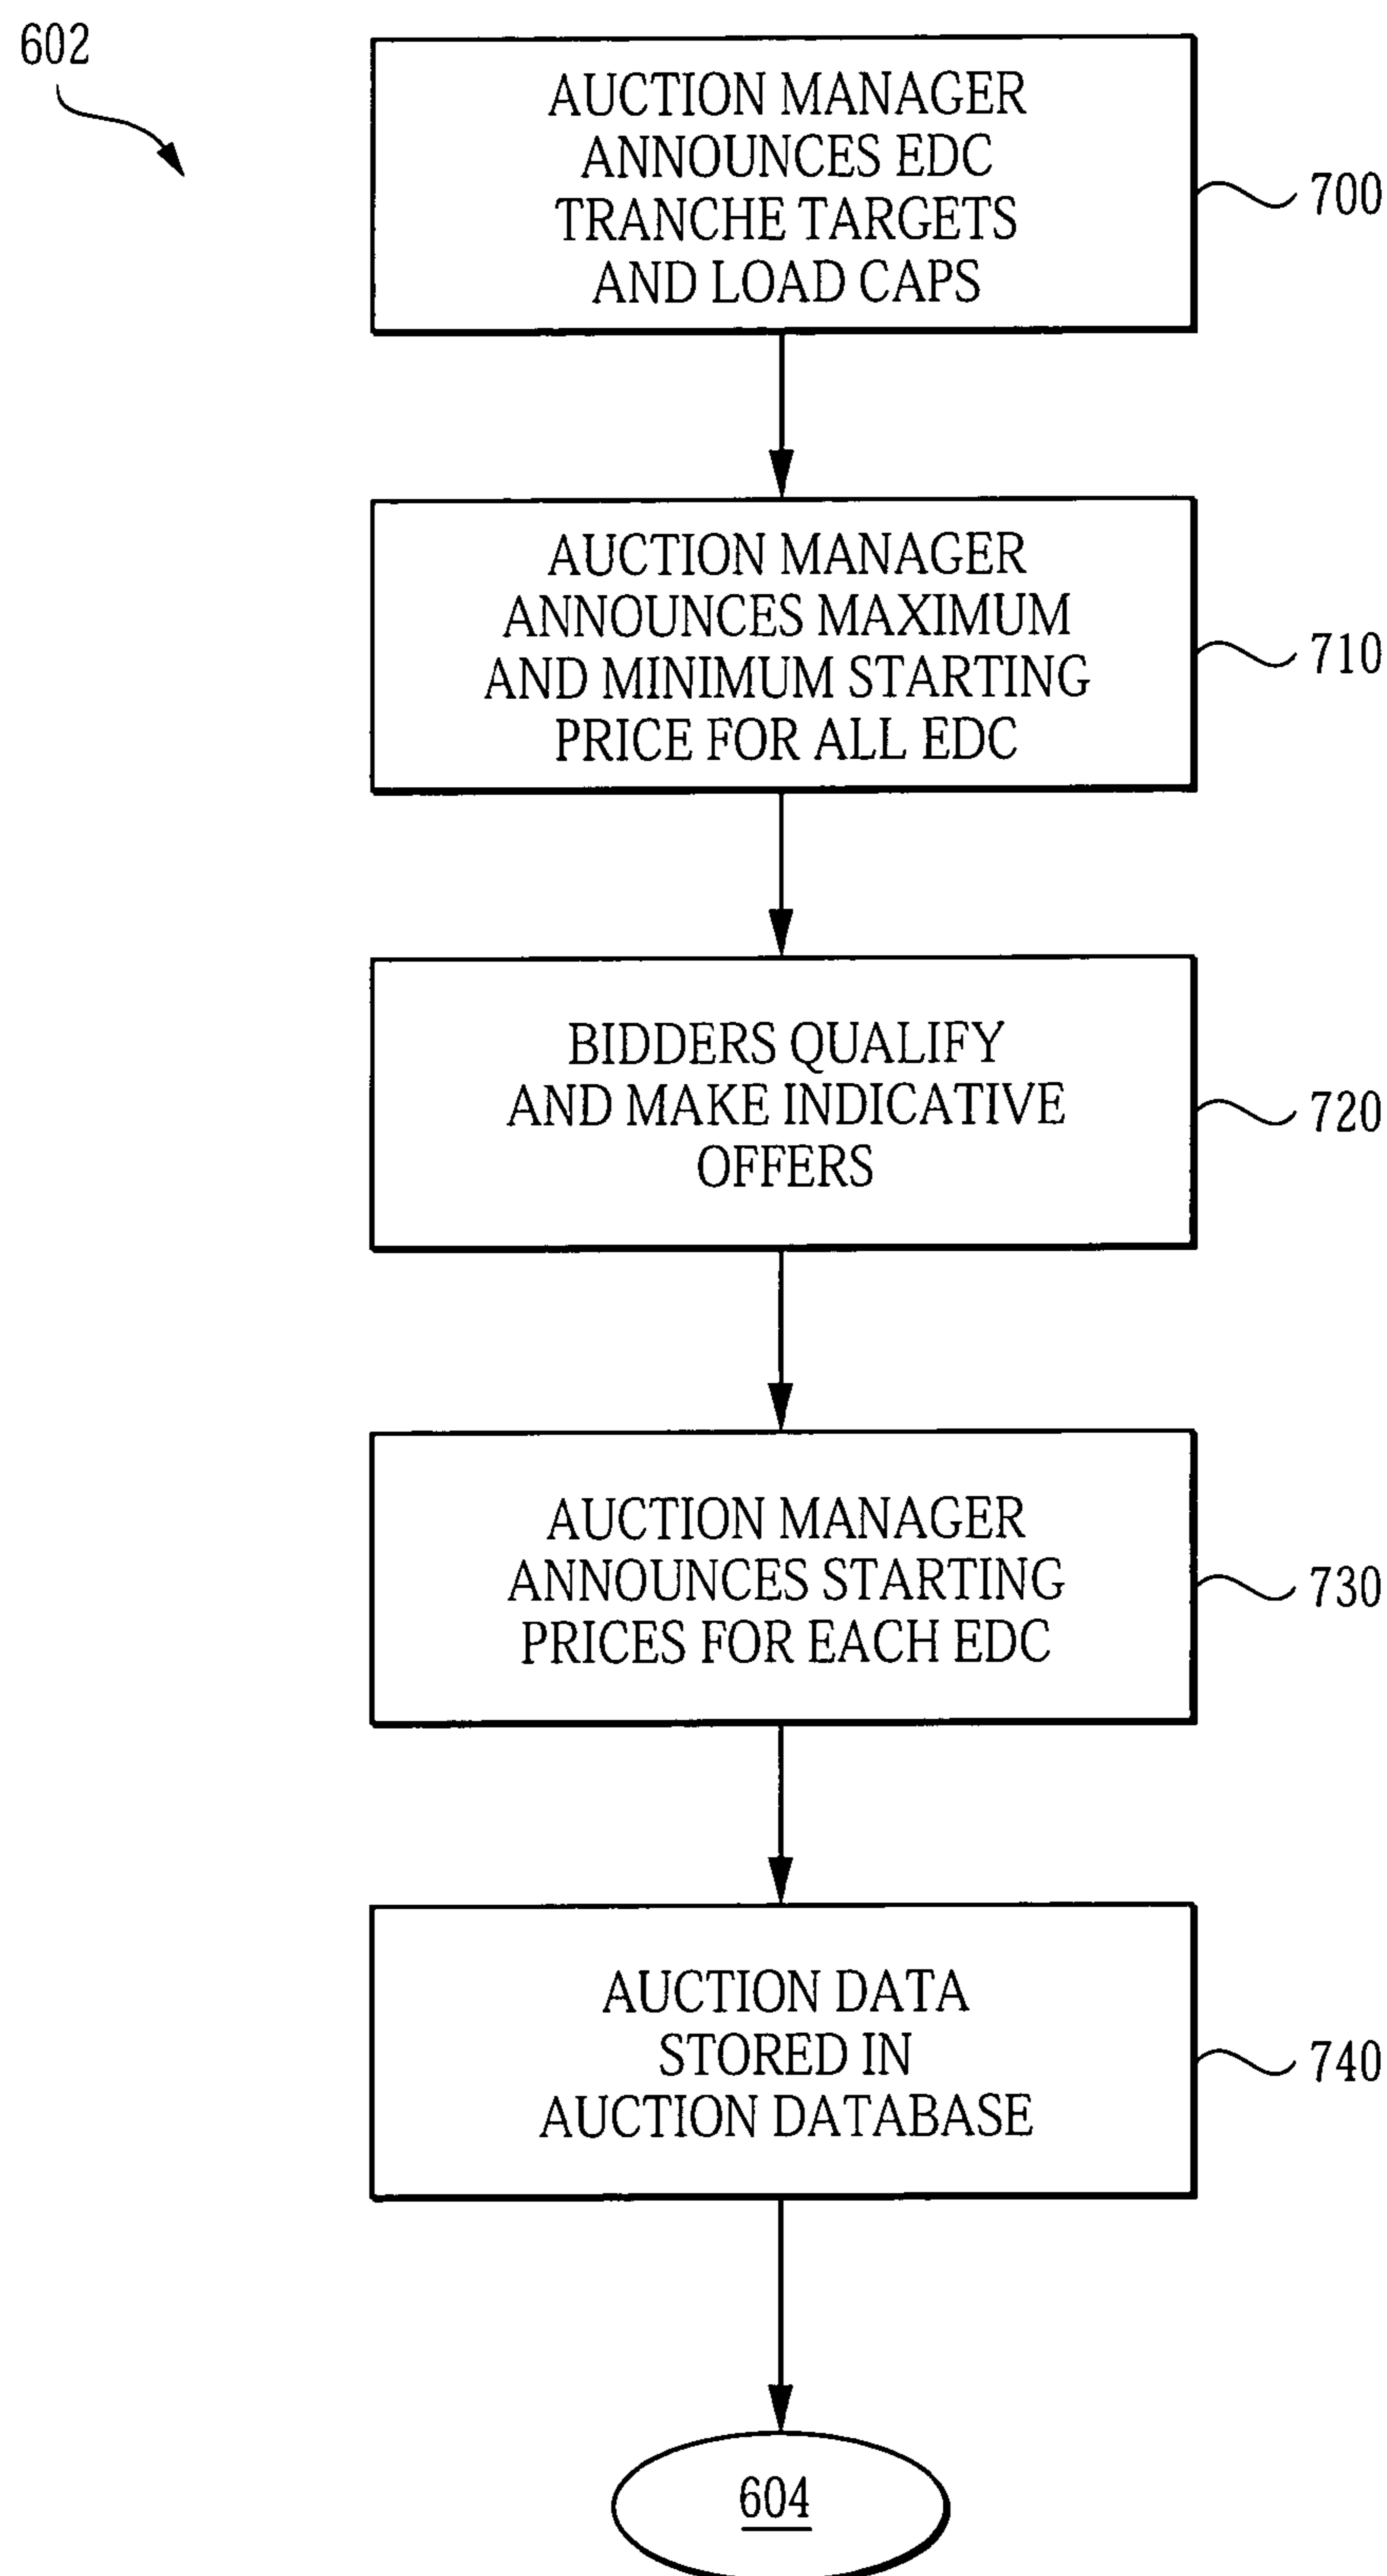 602
AUCTION MANAGER
ANNOUNCES EDC
TRANCHE TARGETS
AND LOAD CAPS
700
AUCTION MANAGER
ANNOUNCES MAXIMUM
AND MINIMUM STARTING
PRICE FOR ALL EDC
710
BIDDERS QUALIFY
AND MAKE INDICATIVE
OFFERS
720
AUCTION MANAGER
ANNOUNCES STARTING
PRICES FOR EACH EDC
730
AUCTION DATA
STORED IN
AUCTION DATABASE
740
604